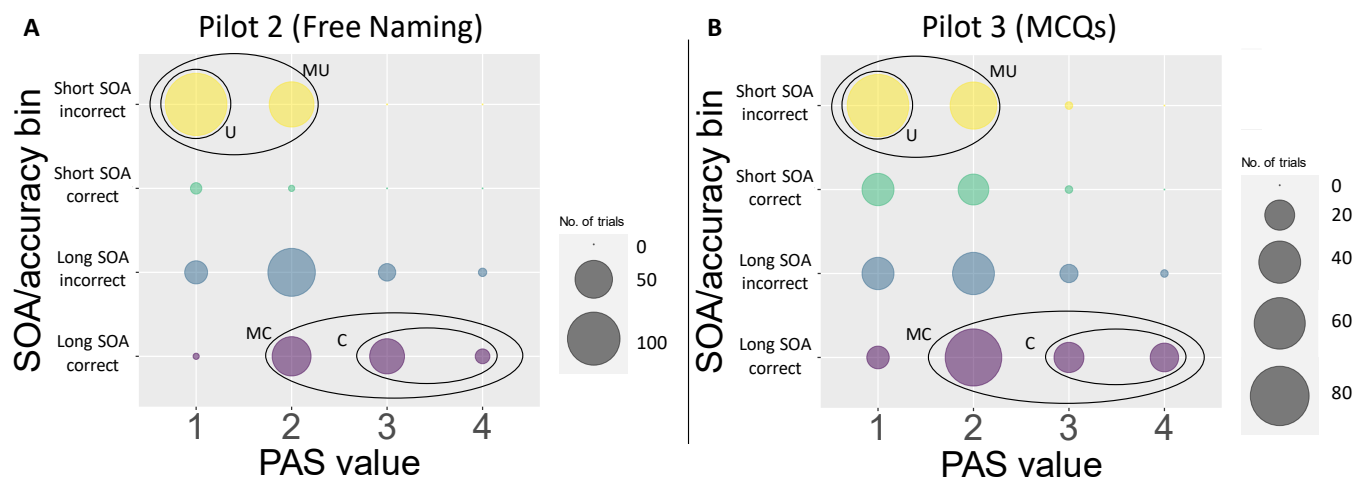 A
Pilot 2 (Free Naming)
SOA/accuracy bin
Short SOA
incorrect
Short SOA
correct
Long SOA
incorrect
Long SOA
correct
MU
U
MC
C
1 2 3 4
PAS value
No. of trials
0
50
100
B
Pilot 3 (MCQs)
SOA/accuracy bin
Short SOA
incorrect
Short SOA
correct
Long SOA
incorrect
Long SOA
correct
MU
U
MC
C
1 2 3 4
PAS value
No. of trials
0
20
40
60
80